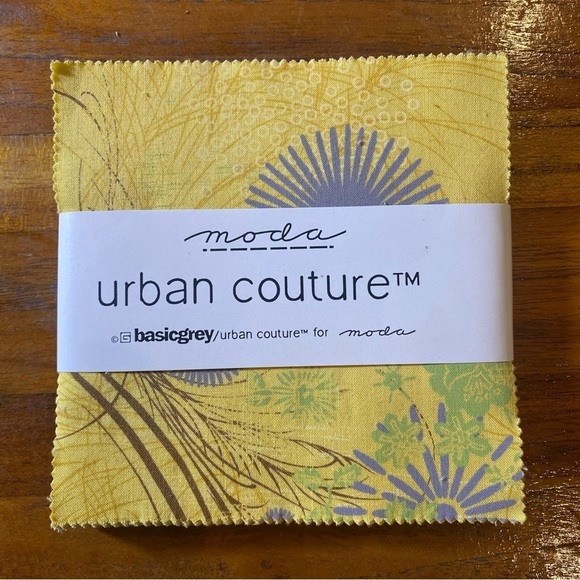 moda
urban couture™
© G basicgrey/urban couture™ for moda